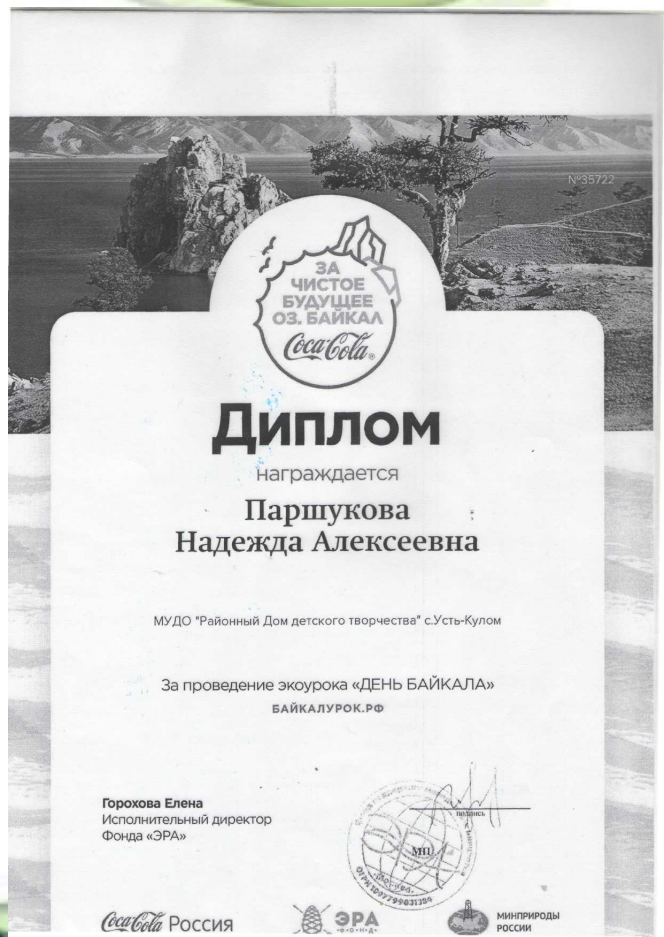 №35722
ЗА
ЧИСТОЕ
БУДУЩЕЕ
ОЗ. БАЙКАЛ
Coca-Cola®
Диплом
награждается
Паршукова
Надежда Алексеевна
МУДО "Районный Дом детского творчества" с.Усть-Кулом
За проведение экоурока «ДЕНЬ БАЙКАЛА»
БАЙКАЛУРОК.РФ
Горохова Елена
Исполнительный директор
Фонда «ЭРА»
подпись
МП
Coca-Cola Россия
ЭРА
ФОНД
МИНПРИРОДЫ
РОССИИ